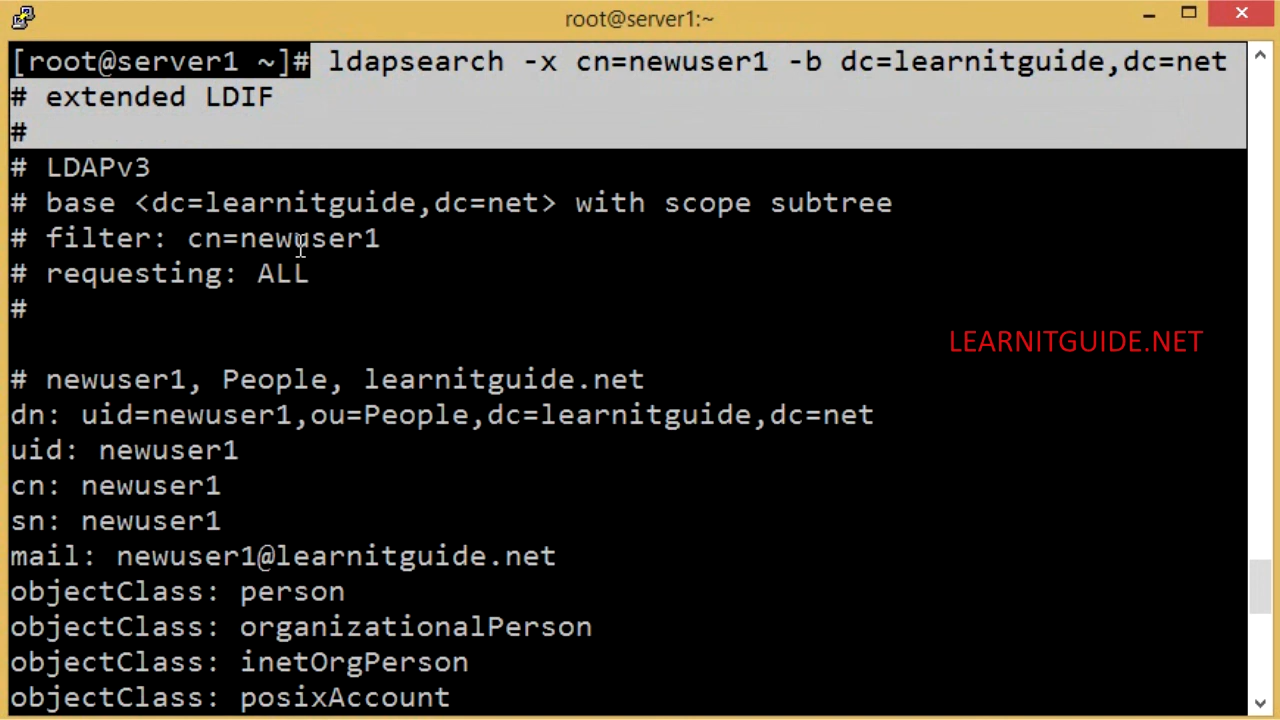 root@server1:~
[root@server1 ~]# ldapsearch -x cn=newuser1 -b dc=learnitguide,dc=net
# extended LDIF
#
# LDAPv3
# base <dc=learnitguide,dc=net> with scope subtree
# filter: cn=newuser1
# requesting: ALL
#
LEARNITGUIDE.NET
# newuser1, People, learnitguide.net
dn: uid=newuser1,ou=People,dc=learnitguide,dc=net
uid: newuser1
cn: newuser1
sn: newuser1
mail: newuser1@learnitguide.net
objectClass: person
objectClass: organizationalPerson
objectClass: inetOrgPerson
objectClass: posixAccount